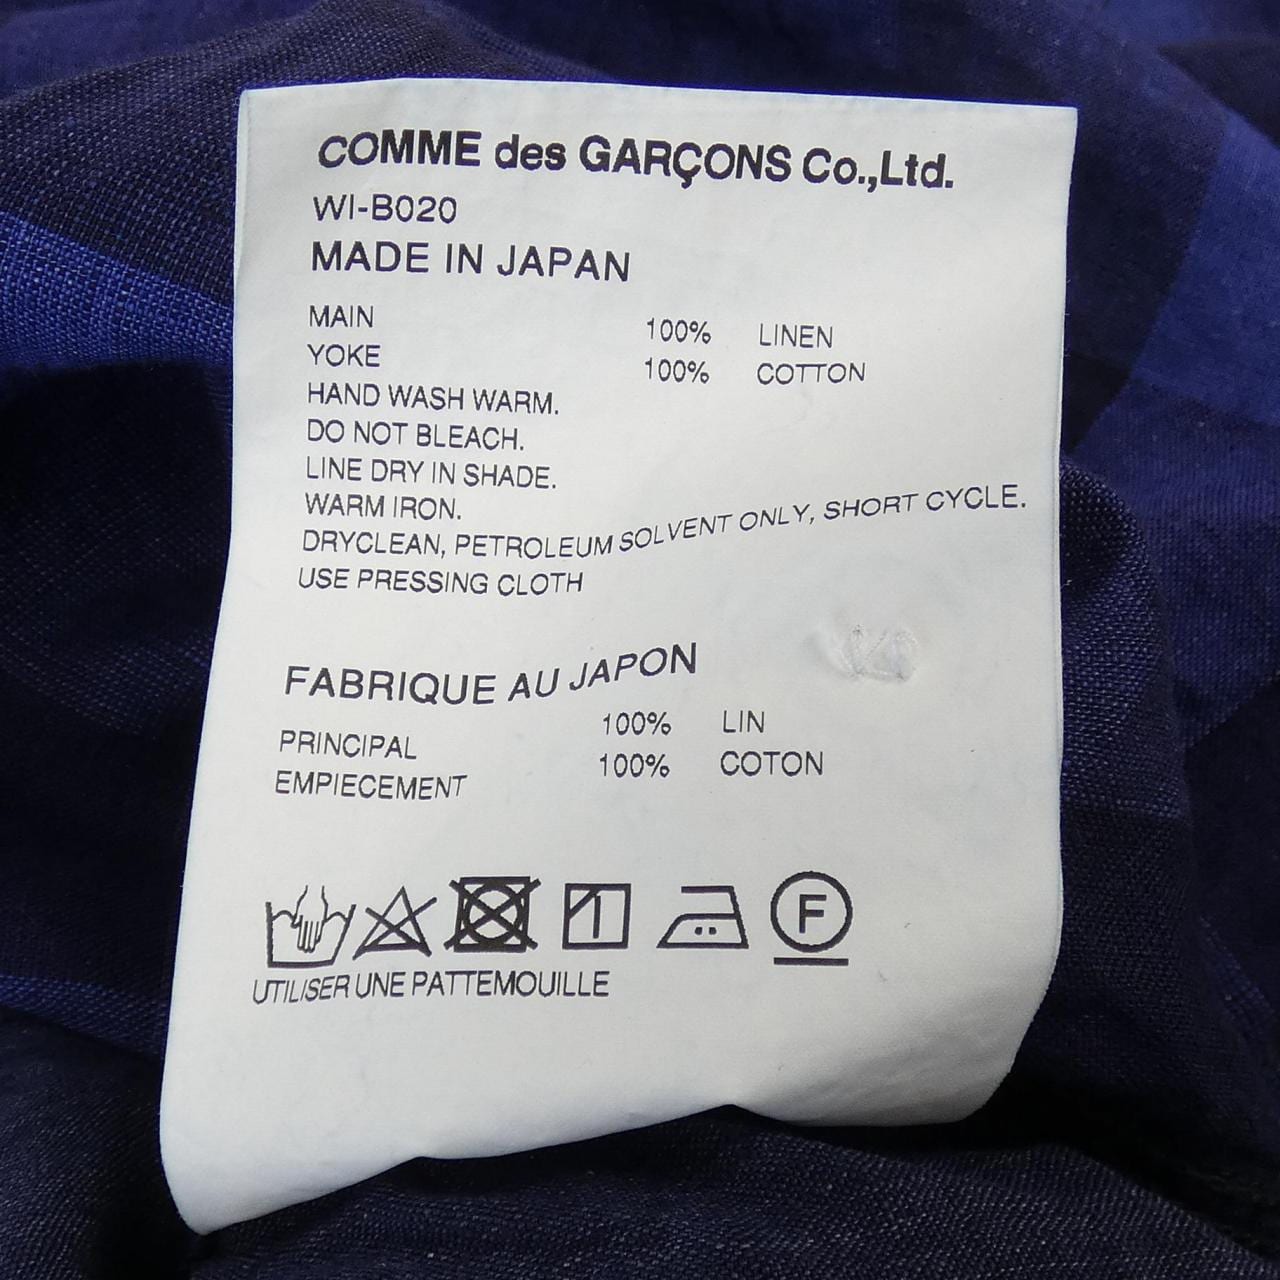 COMME des GARÇONS Co.,Ltd.
WI-B020
MADE IN JAPAN
MAIN 100% LINEN
YOKE 100% COTTON
HAND WASH WARM.
DO NOT BLEACH.
LINE DRY IN SHADE.
WARM IRON.
DRYCLEAN, PETROLEUM SOLVENT ONLY, SHORT CYCLE.
USE PRESSING CLOTH
FABRIQUE AU JAPON
PRINCIPAL 100% LIN
EMPIECEMENT 100% COTON
F
UTILISER UNE PATTEMOUILLE